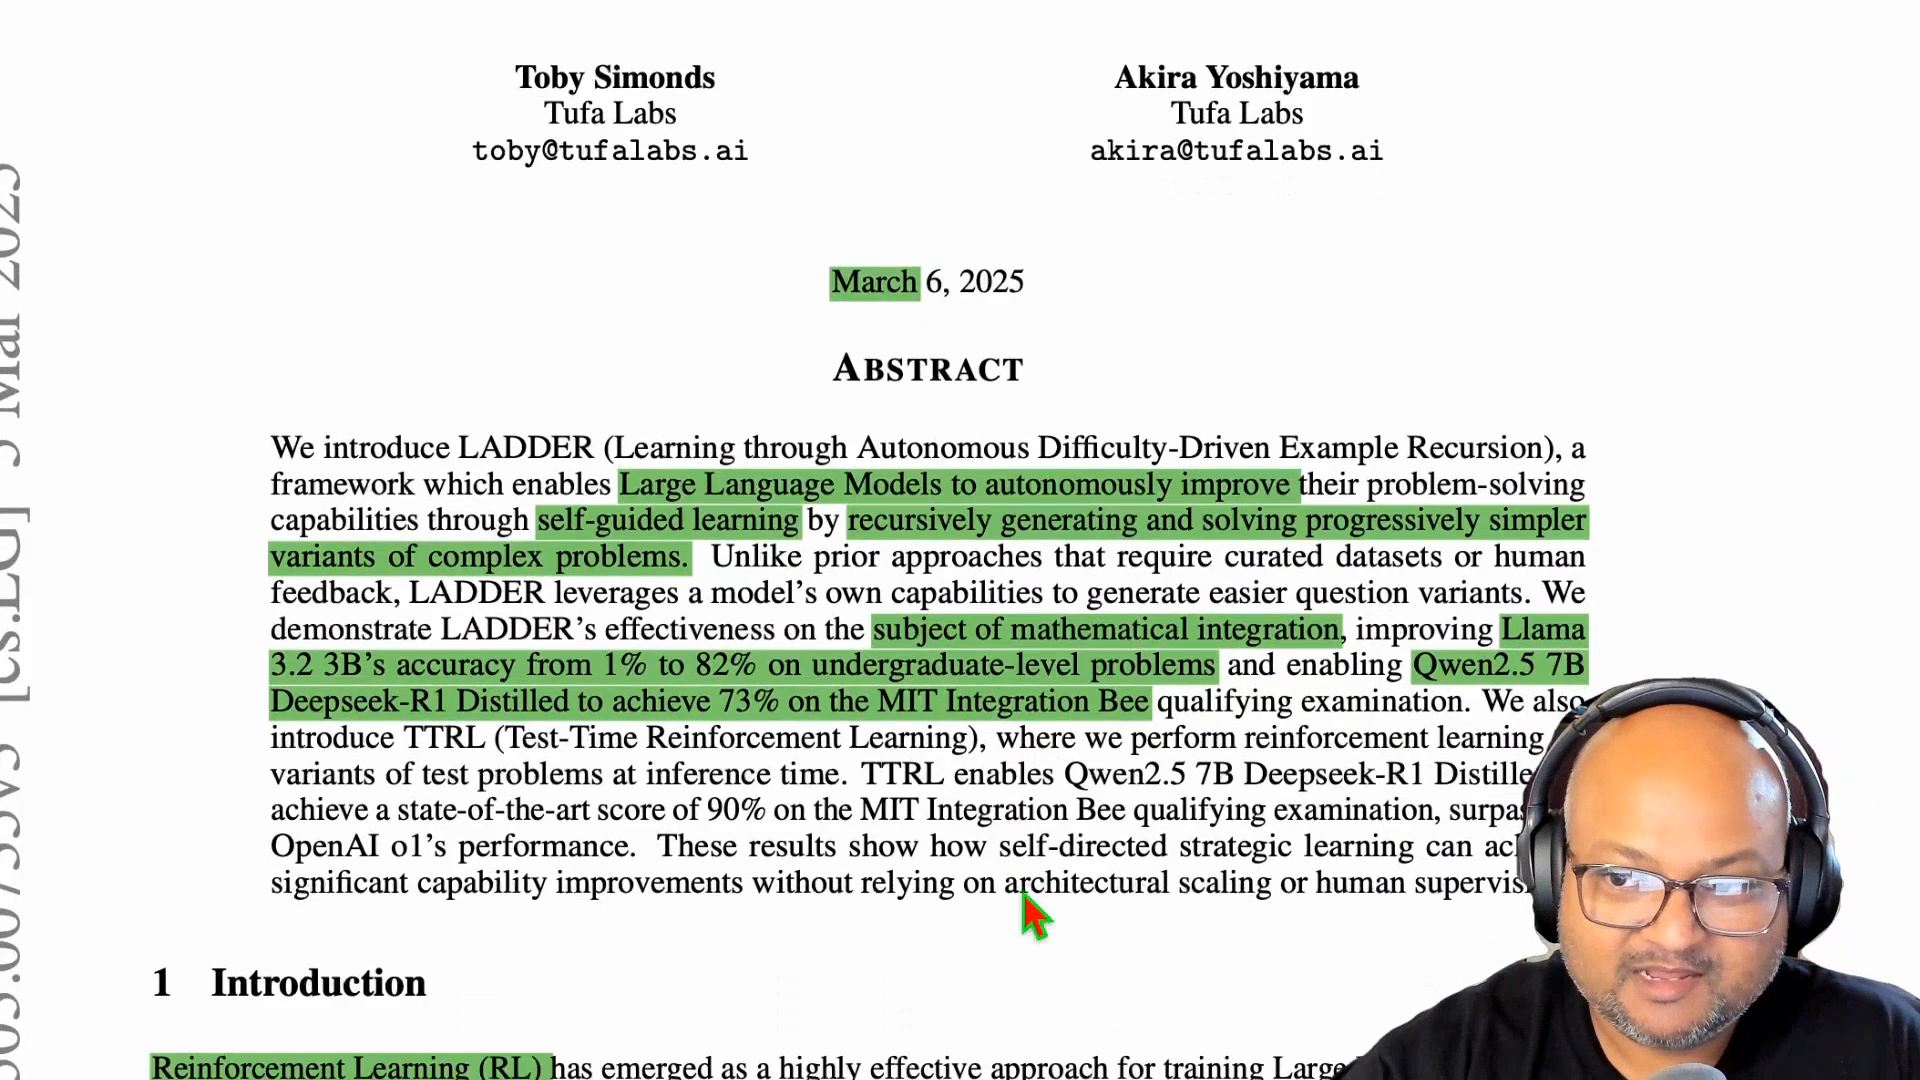 Toby Simonds
Tufa Labs
toby@tufalabs.ai
Akira Yoshiyama
Tufa Labs
akira@tufalabs.ai
March 6, 2025
ABSTRACT
We introduce LADDER (Learning through Autonomous Difficulty-Driven Example Recursion), a
framework which enables Large Language Models to autonomously improve their problem-solving
capabilities through self-guided learning by recursively generating and solving progressively simpler
variants of complex problems. Unlike prior approaches that require curated datasets or human
feedback, LADDER leverages a model's own capabilities to generate easier question variants. We
demonstrate LADDER's effectiveness on the subject of mathematical integration, improving Llama
3.2 3B's accuracy from 1% to 82% on undergraduate-level problems and enabling Qwen2.5 7B
Deepseek-R1 Distilled to achieve 73% on the MIT Integration Bee qualifying examination. We also
introduce TTRL (Test-Time Reinforcement Learning), where we perform reinforcement learning
variants of test problems at inference time. TTRL enables Qwen2.5 7B Deepseek-R1 Distille
achieve a state-of-the-art score of 90% on the MIT Integration Bee qualifying examination, surpas
OpenAI o1's performance. These results show how self-directed strategic learning can
significant capability improvements without relying on architectural scaling or human supervis
1 Introduction
Reinforcement Learning (RL) has emerged as a highly effective approach for training Large
[cs.LG] 5 Mar 2025